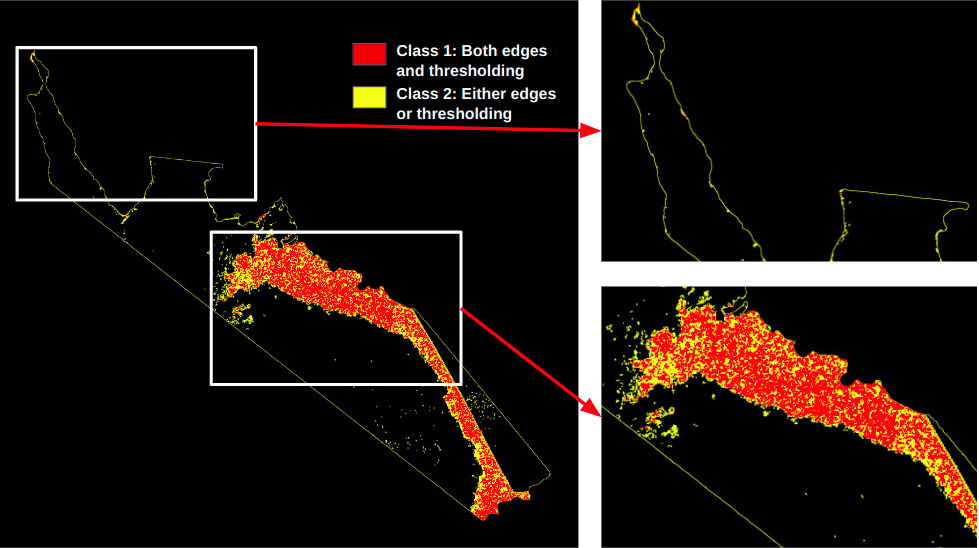 Class 1: Both edges
and thresholding
Class 2: Either edges
or thresholding